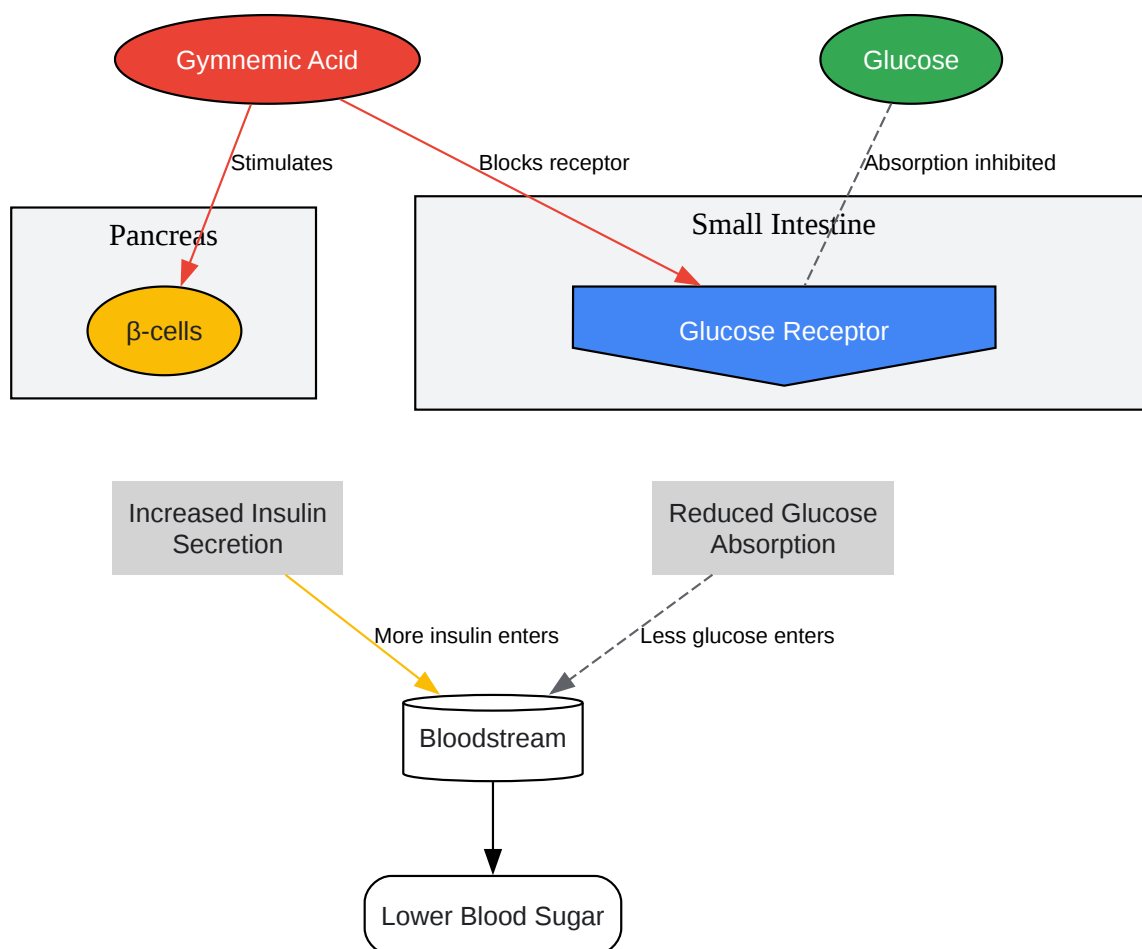 Gymnemic Acid
Glucose
Stimulates
Blocks receptor
Absorption inhibited
Pancreas
Small Intestine
β-cells
Glucose Receptor
Increased Insulin
Secretion
Reduced Glucose
Absorption
More insulin enters
Less glucose enters
Bloodstream
Lower Blood Sugar